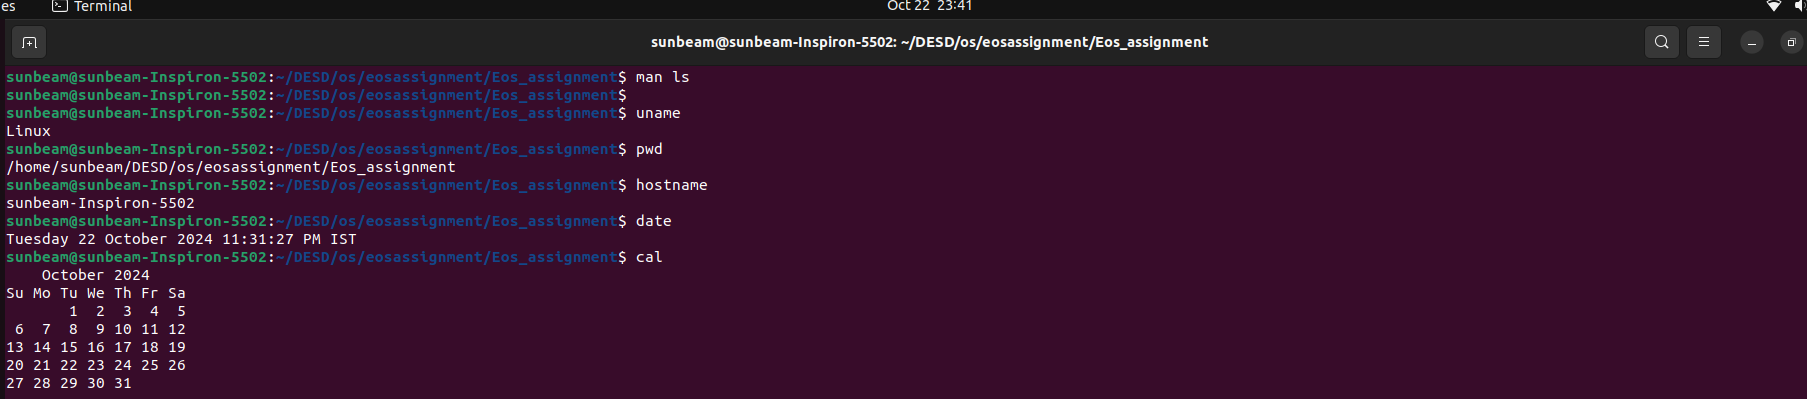 es Terminal Oct 22 23:41
sunbeam@sunbeam-Inspiron-5502: ~/DESD/os/eosassignment/Eos_assignment
sunbeam@sunbeam-Inspiron-5502:~/DESD/os/eosassignment/Eos_assignment$ man ls
sunbeam@sunbeam-Inspiron-5502:~/DESD/os/eosassignment/Eos_assignment$
sunbeam@sunbeam-Inspiron-5502:~/DESD/os/eosassignment/Eos_assignment$ uname
Linux
sunbeam@sunbeam-Inspiron-5502:~/DESD/os/eosassignment/Eos_assignment$ pwd
/home/sunbeam/DESD/os/eosassignment/Eos_assignment
sunbeam@sunbeam-Inspiron-5502:~/DESD/os/eosassignment/Eos_assignment$ hostname
sunbeam-Inspiron-5502
sunbeam@sunbeam-Inspiron-5502:~/DESD/os/eosassignment/Eos_assignment$ date
Tuesday 22 October 2024 11:31:27 PM IST
sunbeam@sunbeam-Inspiron-5502:~/DESD/os/eosassignment/Eos_assignment$ cal
    October 2024
Su Mo Tu We Th Fr Sa
       1  2  3  4  5
 6  7  8  9 10 11 12
13 14 15 16 17 18 19
20 21 22 23 24 25 26
27 28 29 30 31